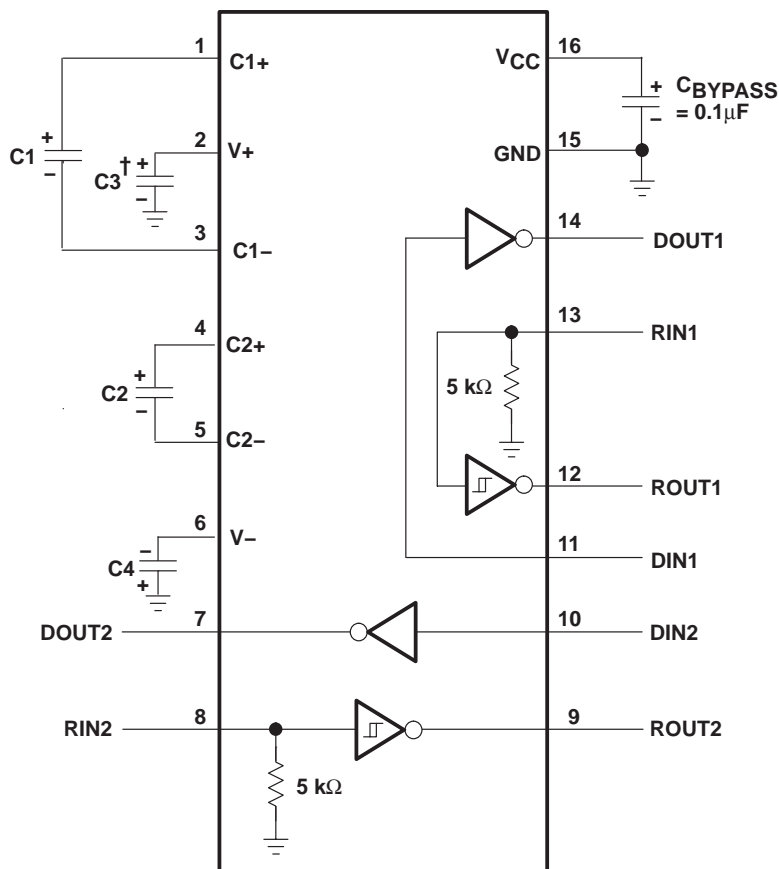 1
C1+
VCC
16
+
CBYPASS
= 0.1μF
−
2
V+
C1
+
−
C3†
+
−
GND
15
3
C1−
14
DOUT1
4
C2+
13
RIN1
C2
+
−
5 kΩ
5
C2−
12
ROUT1
6
V−
C4
−
+
11
DIN1
DOUT2
7
10
DIN2
RIN2
8
9
ROUT2
5 kΩ